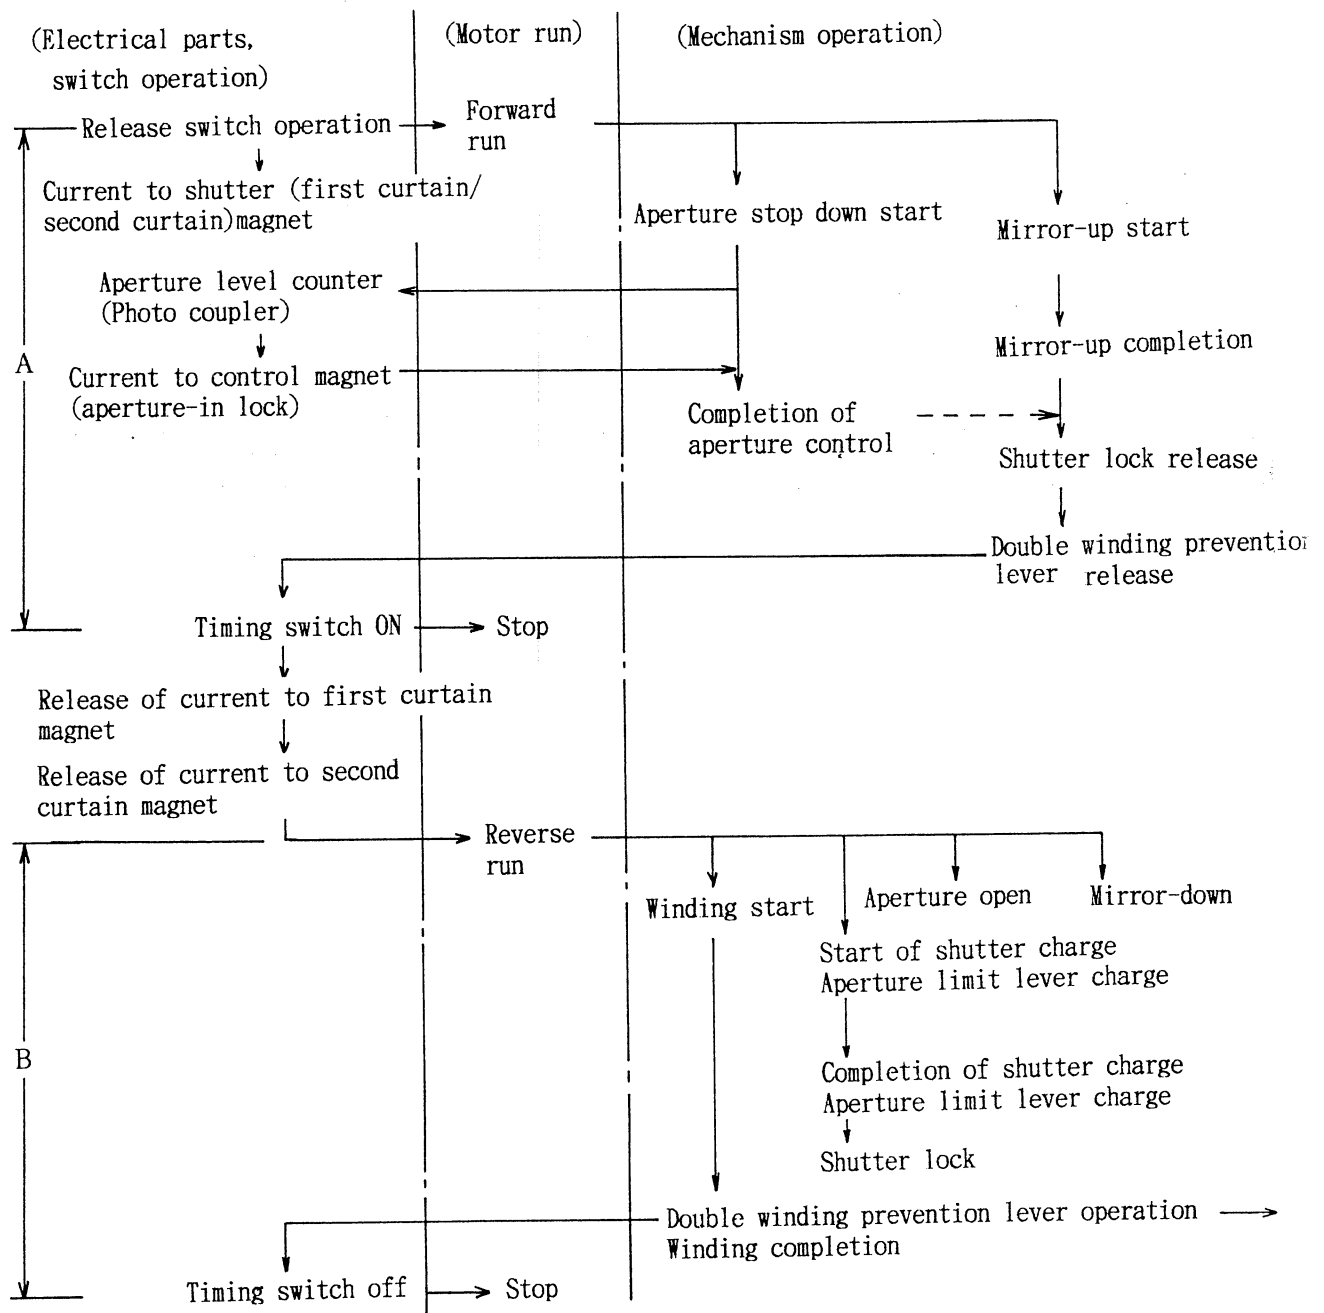 (Electrical parts,
switch operation)
(Motor run)
(Mechanism operation)
Release switch operation
Forward
run
Current to shutter (first curtain/
second curtain)magnet
Aperture stop down start
Mirror-up start
Aperture level counter
(Photo coupler)
Mirror-up completion
A
Current to control magnet
(aperture-in lock)
Completion of
aperture control
Shutter lock release
Double winding prevention
lever release
Timing switch ON
Stop
Release of current to first curtain
magnet
Release of current to second
curtain magnet
Reverse
run
Winding start
Aperture open
Mirror-down
Start of shutter charge
Aperture limit lever charge
B
Completion of shutter charge
Aperture limit lever charge
Shutter lock
Double winding prevention lever operation
Winding completion
Timing switch off
Stop